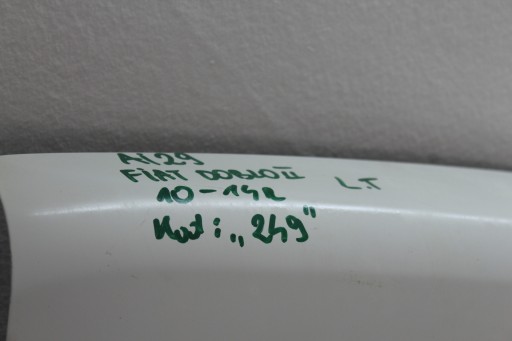 A129
FIAT DOBLO II L.T
10-14R
Kod: „249"